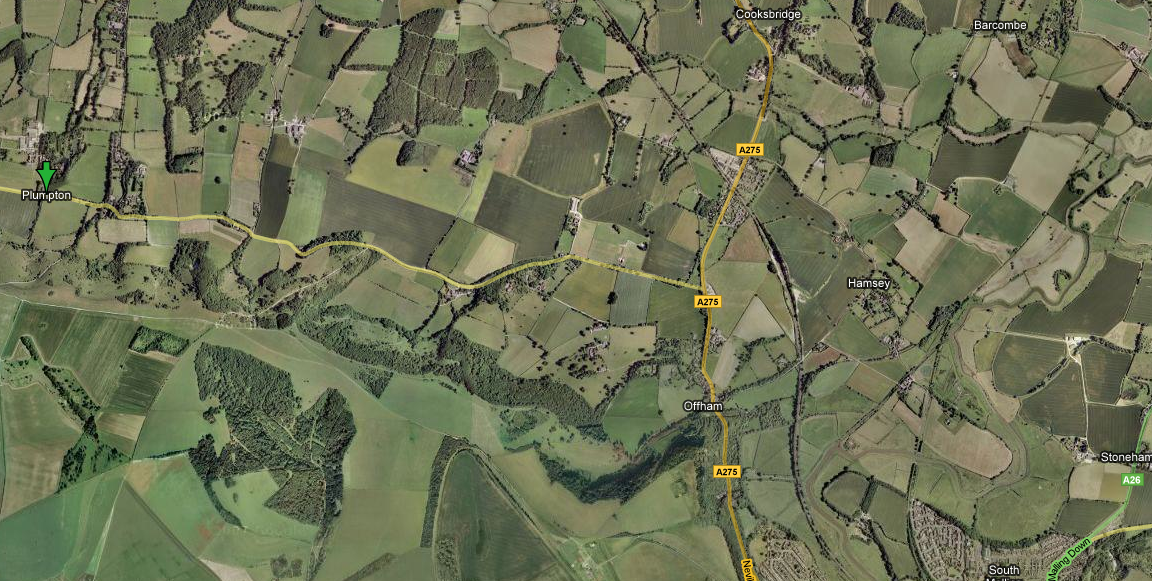 Cooksbridge
Barcombe
A275
Plumpton
Hamsey
A275
Offham
Stoneham
A275
A26
Malling Down
South